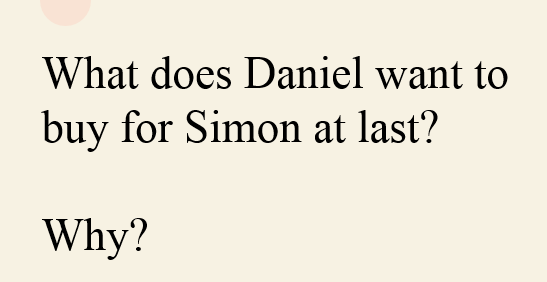 What does Daniel want to
buy for Simon at last?
Why?